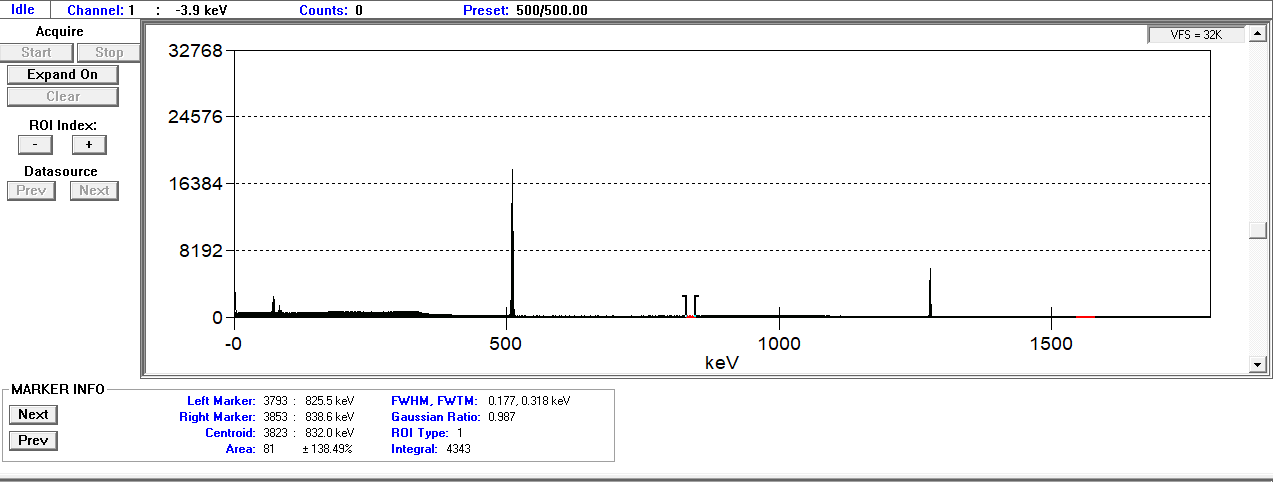 Idle Channel: 1 : -3.9 keV Counts: 0 Preset: 500/500.00
Acquire
Start Stop
Expand On
Clear
ROI Index:
- +
Datasource
Prev Next
VFS = 32K
32768
24576
16384
8192
0
-0 500 1000 1500
keV
MARKER INFO
Next
Prev
Left Marker: 3793 : 825.5 keV FWHM, FWTM: 0.177, 0.318 keV
Right Marker: 3853 : 838.6 keV Gaussian Ratio: 0.987
Centroid: 3823 : 832.0 keV ROI Type: 1
Area: 81 ± 138.49% Integral: 4343